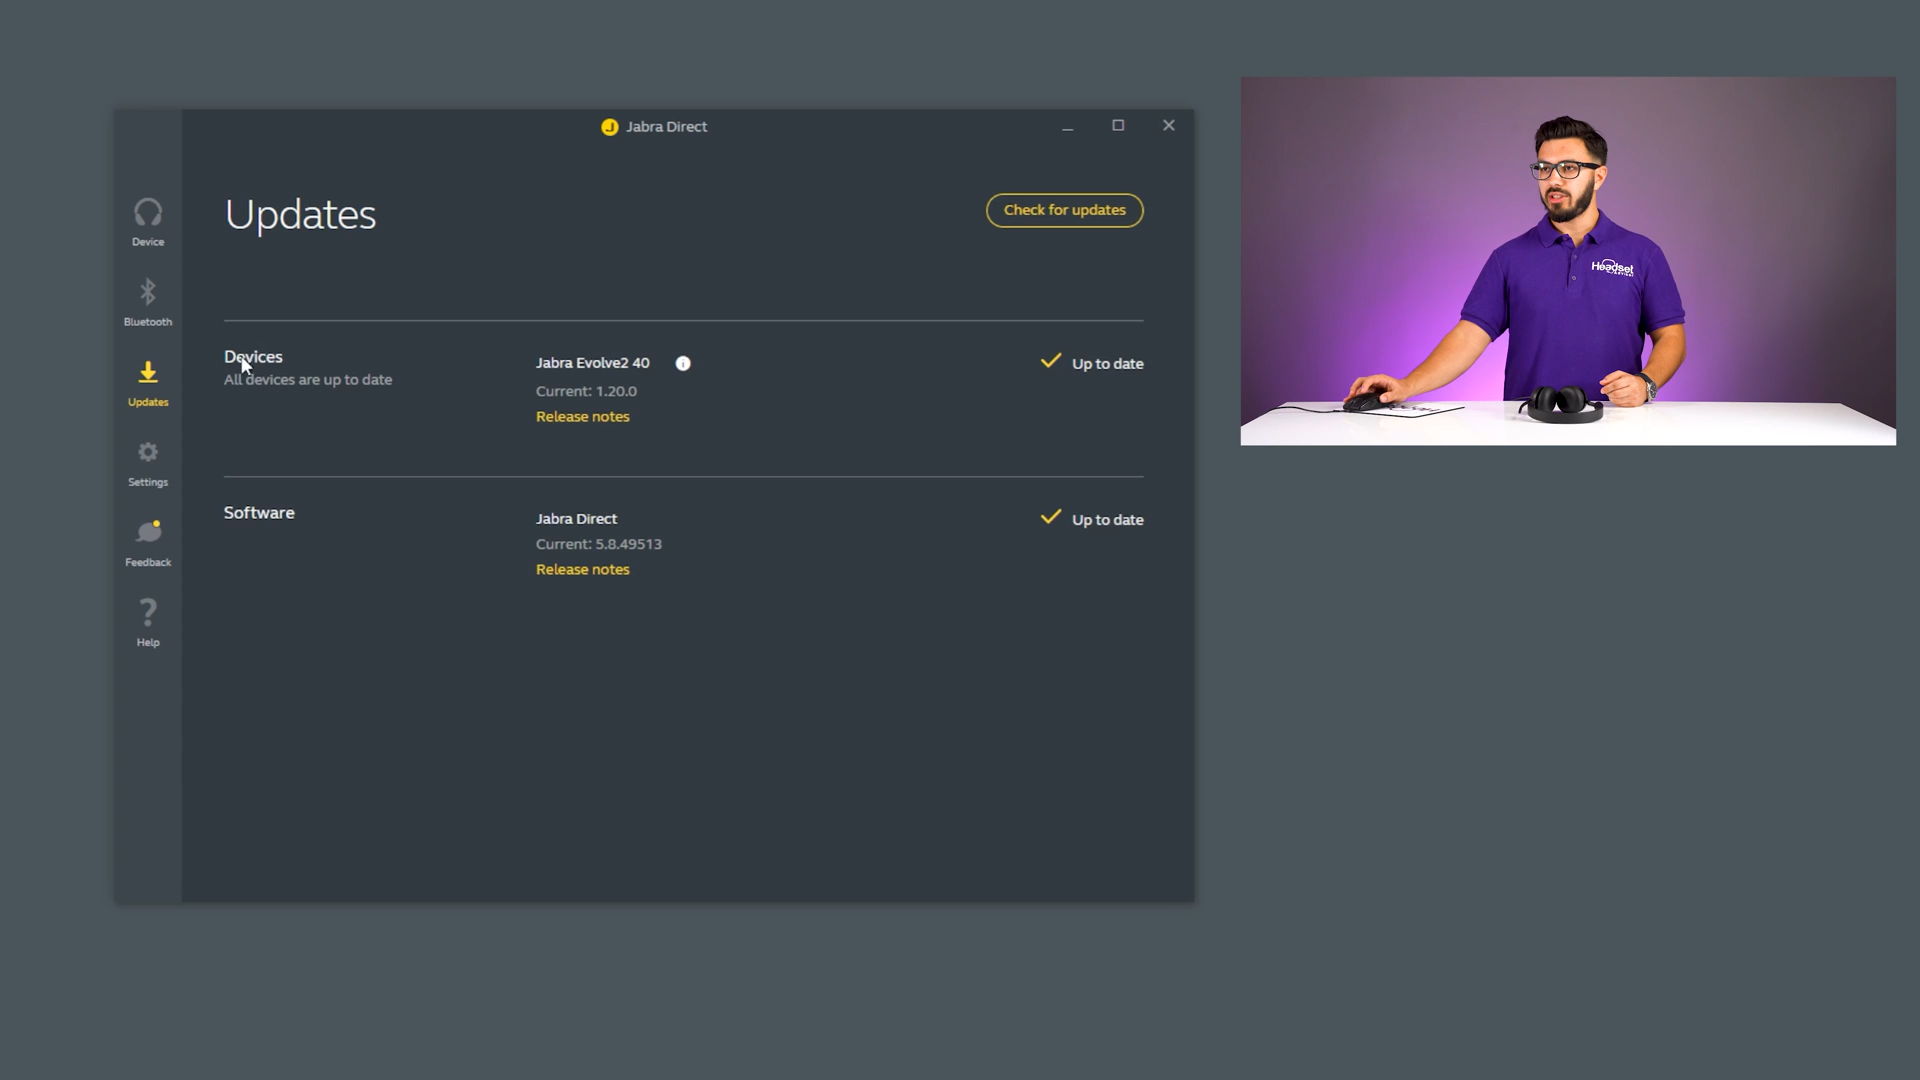 Jabra Direct
Device
Bluetooth
Updates
Settings
Feedback
Help
Updates
Check for updates
Devices
All devices are up to date
Jabra Evolve2 40
Current: 1.20.0
Release notes
Up to date
Software
Jabra Direct
Current: 5.8.49513
Release notes
Up to date
Headset